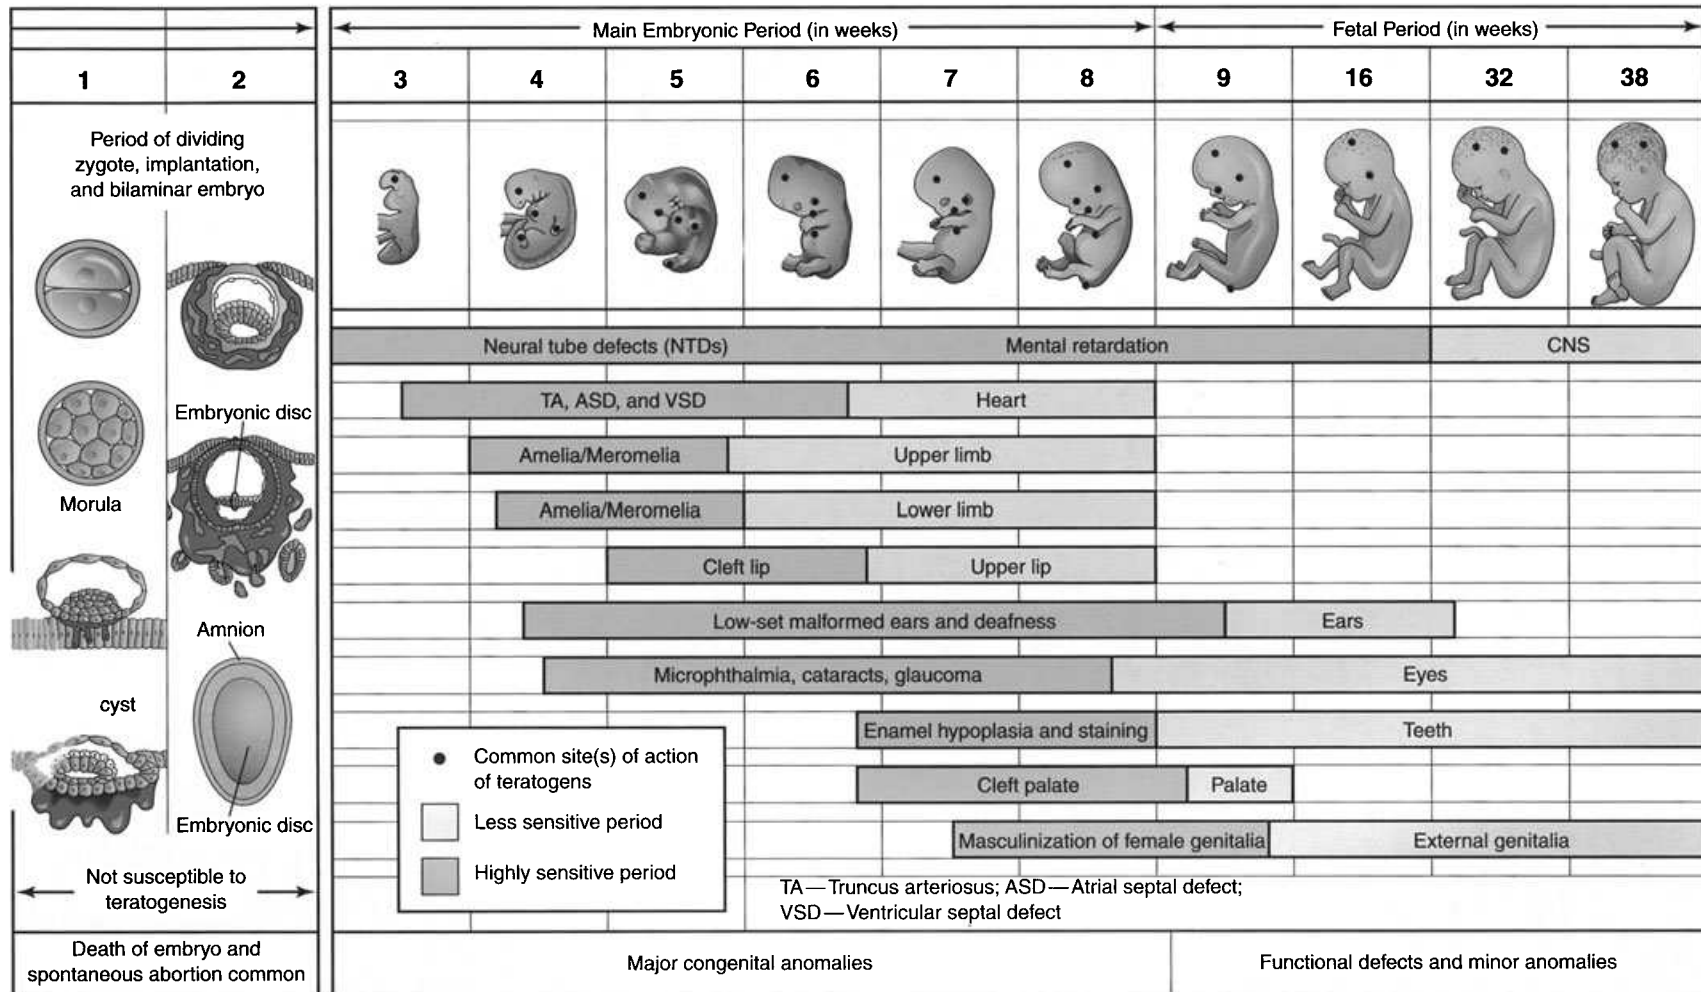 Main Embryonic Period (in weeks)
Fetal Period (in weeks)
1
2
3
4
5
6
7
8
9
16
32
38
Period of dividing
zygote, implantation,
and bilaminar embryo
Morula
cyst
Embryonic disc
Amnion
Embryonic disc
Not susceptible to
teratogenesis
Death of embryo and
spontaneous abortion common
Neural tube defects (NTDs)
Mental retardation
CNS
TA, ASD, and VSD
Heart
Amelia/Meromelia
Upper limb
Amelia/Meromelia
Lower limb
Cleft lip
Upper lip
Low-set malformed ears and deafness
Ears
Microphthalmia, cataracts, glaucoma
Eyes
Enamel hypoplasia and staining
Teeth
Cleft palate
Palate
Masculinization of female genitalia
External genitalia
Common site(s) of action
of teratogens
Less sensitive period
Highly sensitive period
TA—Truncus arteriosus; ASD—Atrial septal defect;
VSD—Ventricular septal defect
Major congenital anomalies
Functional defects and minor anomalies